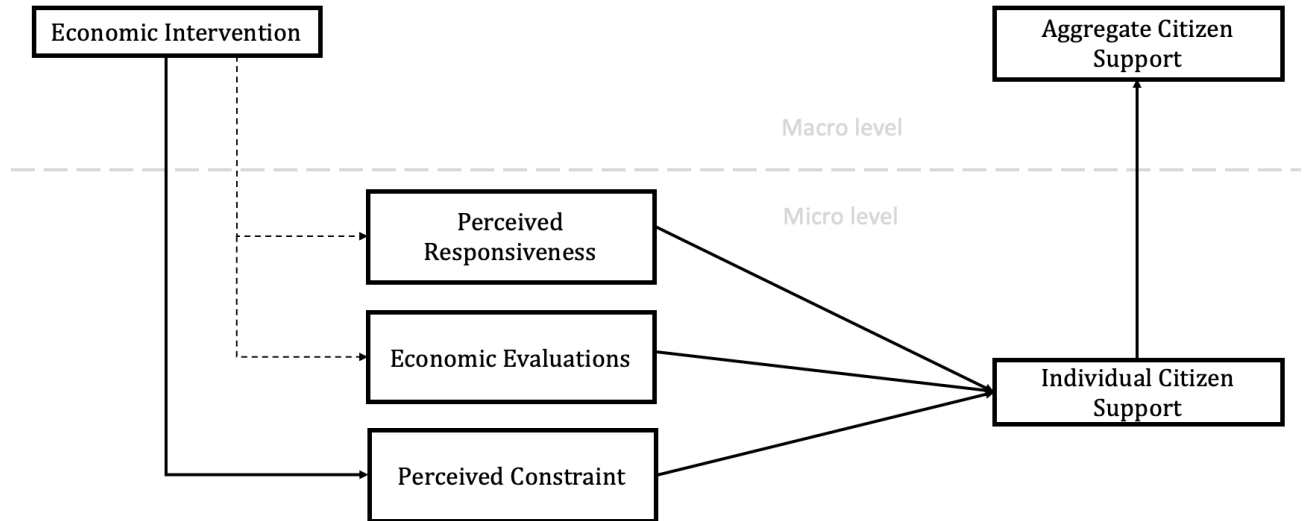 Economic Intervention
Aggregate Citizen
Support
Macro level
Micro level
Perceived
Responsiveness
Economic Evaluations
Individual Citizen
Support
Perceived Constraint